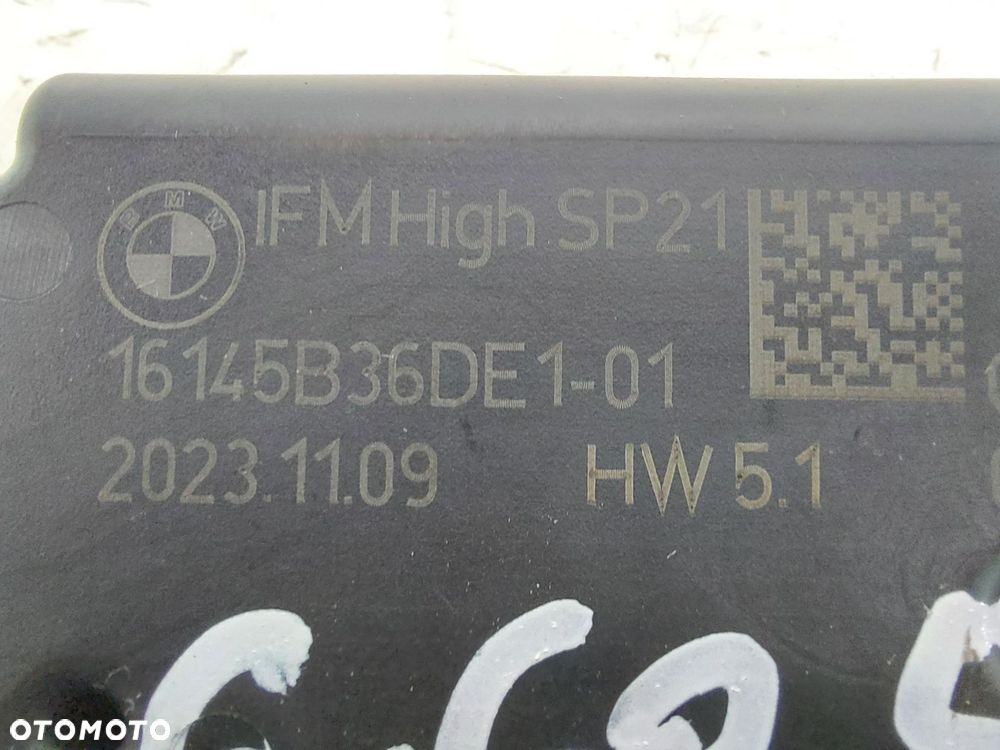 BMW
IFM High SP21
16145B36DE1-01
2023.11.09 HW 5.1
OTOMOTO